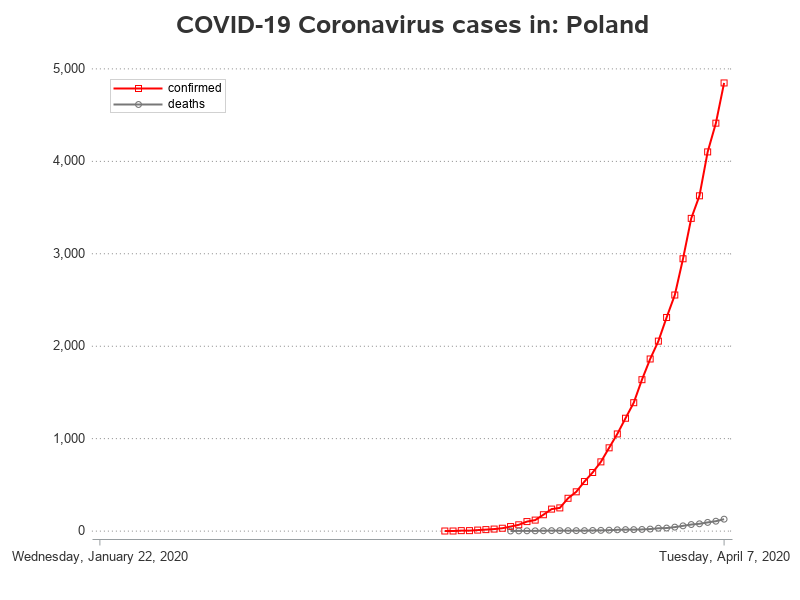 COVID-19 Coronavirus cases in: Poland
5,000
confirmed
deaths
4,000
3,000
2,000
1,000
0
Wednesday, January 22, 2020
Tuesday, April 7, 2020